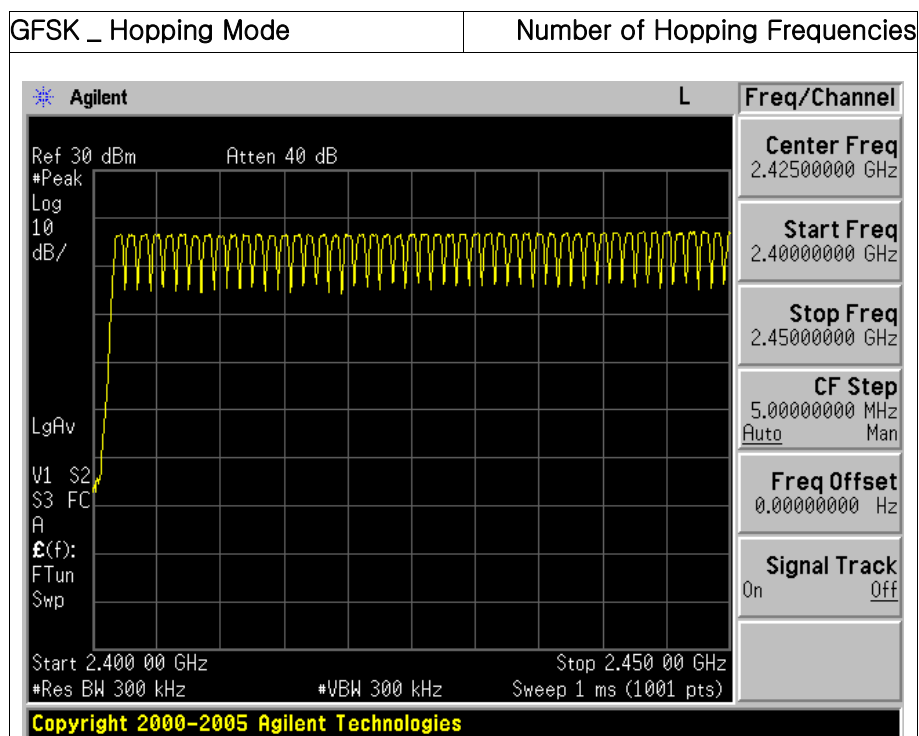 GFSK _ Hopping Mode Number of Hopping Frequencies
Agilent L Freq/Channel
Ref 30 dBm Atten 40 dB
#Peak
Log
10
dB/
LgAv
V1 S2
S3 FC
A
£(f):
FTun
Swp
Start 2.400 00 GHz Stop 2.450 00 GHz
#Res BW 300 kHz #VBW 300 kHz Sweep 1 ms (1001 pts)
Center Freq
2.42500000 GHz
Start Freq
2.40000000 GHz
Stop Freq
2.45000000 GHz
CF Step
5.00000000 MHz
Auto Man
Freq Offset
0.00000000 Hz
Signal Track
On Off
Copyright 2000-2005 Agilent Technologies